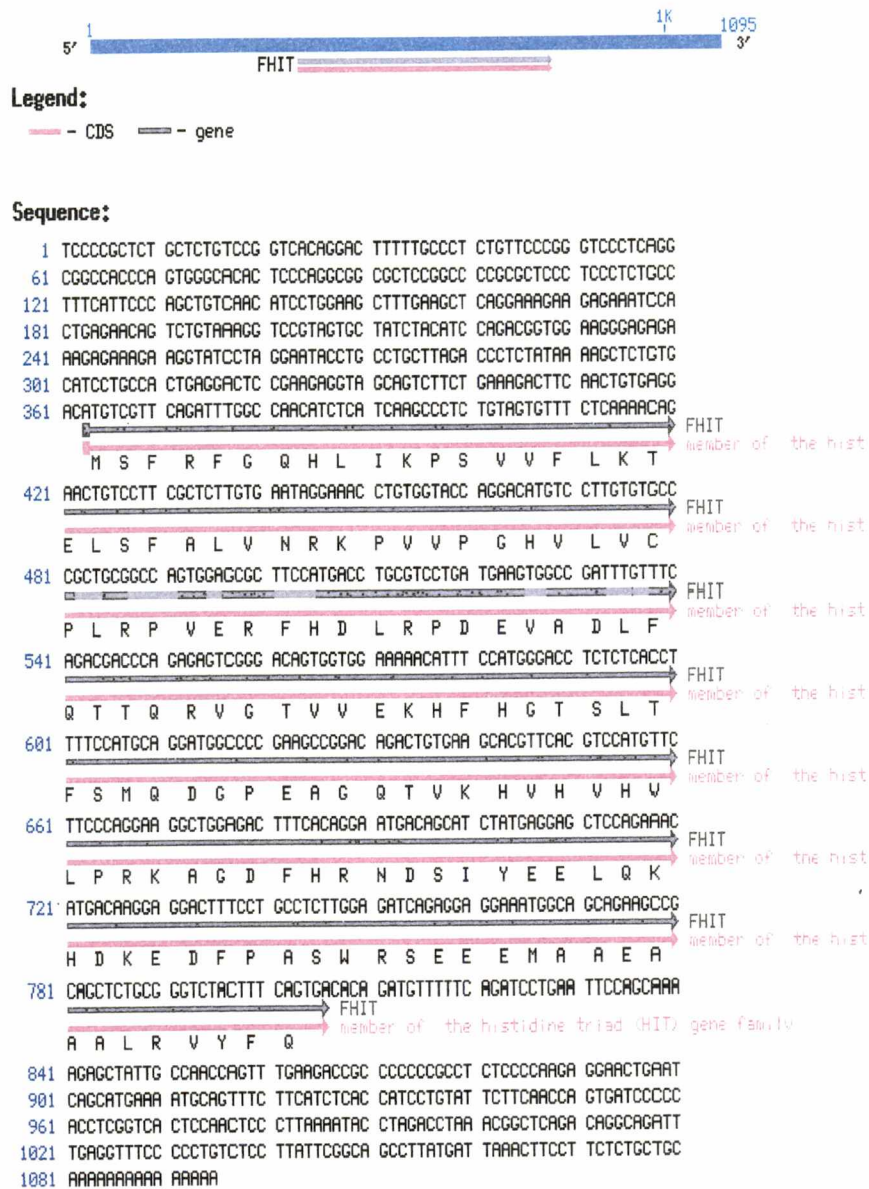 1 1K 1095
5′ 3′
FHIT
Legend:
— CDS — gene
Sequence:
1 TCCCCGCTCT GCTCTGTCCG GTCACAGGAC TTTTTGCCCT CTGTTCCCGG GTCCCTCAGG
61 CGGCCACCCA GTGGGCACAC TCCCAGGCGG CGCTCCGGCC CCGCGCTCCC TCCCTCTGCC
121 TTTCATTCCC AGCTGTCAAC ATCCTGGAAG CTTTGAAGCT CAGGAAAGAA GAGAAATCCA
181 CTGAGAACAG TCTGTAAAGG TCCGTAGTGC TATCTACATC CAGACGGTGG AAGGGAGAGA
241 AAGAGAAAGA AGGTATCCTA GGAATACCTG CCTGCTTAGA CCCTCTATAA AAGCTCTGTG
301 CATCCTGCCA CTGAGGACTC CGAAGAGGTA GCAGTCTTCT GAAAGACTTC AACTGTGAGG
361 ACATGTCGTT CAGATTTGGC CAACATCTCA TCAAGCCCTC TGTAGTGTTT CTCAAAACAG
FHIT
member of the hist
M S F R F G Q H L I K P S V V F L K T
421 AACTGTCCTT CGCTCTTGTG AATAGGAAAC CTGTGGTACC AGGACATGTC CTTGTGTGCC
FHIT
member of the hist
E L S F A L V N R K P V V P G H V L V C
481 CGCTGCGGCC AGTGGAGCGC TTCCATGACC TGCGTCCTGA TGAAGTGGCC GATTTGTTTC
FHIT
member of the hist
P L R P V E R F H D L R P D E V A D L F
541 AGACGACCCA GAGAGTCGGG ACAGTGGTGG AAAAACATTT CCATGGGACC TCTCTCACCT
FHIT
member of the hist
Q T T Q R V G T V V E K H F H G T S L T
601 TTTCCATGCA GGATGGCCCC GAAGCCGGAC AGACTGTGAA GCACGTTCAC GTCCATGTTC
FHIT
member of the hist
F S M Q D G P E A G Q T V K H V H V H V
661 TTCCCAGGAA GGCTGGAGAC TTTCACAGGA ATGACAGCAT CTATGAGGAG CTCCAGAAAC
FHIT
member of the hist
L P R K A G D F H R N D S I Y E E L Q K
721 ATGACAAGGA GGACTTTCCT GCCTCTTGGA GATCAGAGGA GGAAATGGCA GCAGAAGCCG
FHIT
member of the hist
H D K E D F P A S W R S E E E M A A E A
781 CAGCTCTGCG GGTCTACTTT CAGTGACACA GATGTTTTTC AGATCCTGAA TTCCAGCAAA
FHIT
member of the histidine triad (HIT) gene family
A A L R V Y F Q
841 AGAGCTATTG CCAACCAGTT TGAAGACCGC CCCCCCGCCT CTCCCCAAGA GGAACTGAAT
901 CAGCATGAAA ATGCAGTTTC TTCATCTCAC CATCCTGTAT TCTTCAACCA GTGATCCCCC
961 ACCTCGGTCA CTCCAACTCC CTTAAAATAC CTAGACCTAA ACGGCTCAGA CAGGCAGATT
1021 TGAGGTTTCC CCCTGTCTCC TTATTCGGCA GCCTTATGAT TAAACTTCCT TCTCTGCTGC
1081 AAAAAAAAAA AAAAA